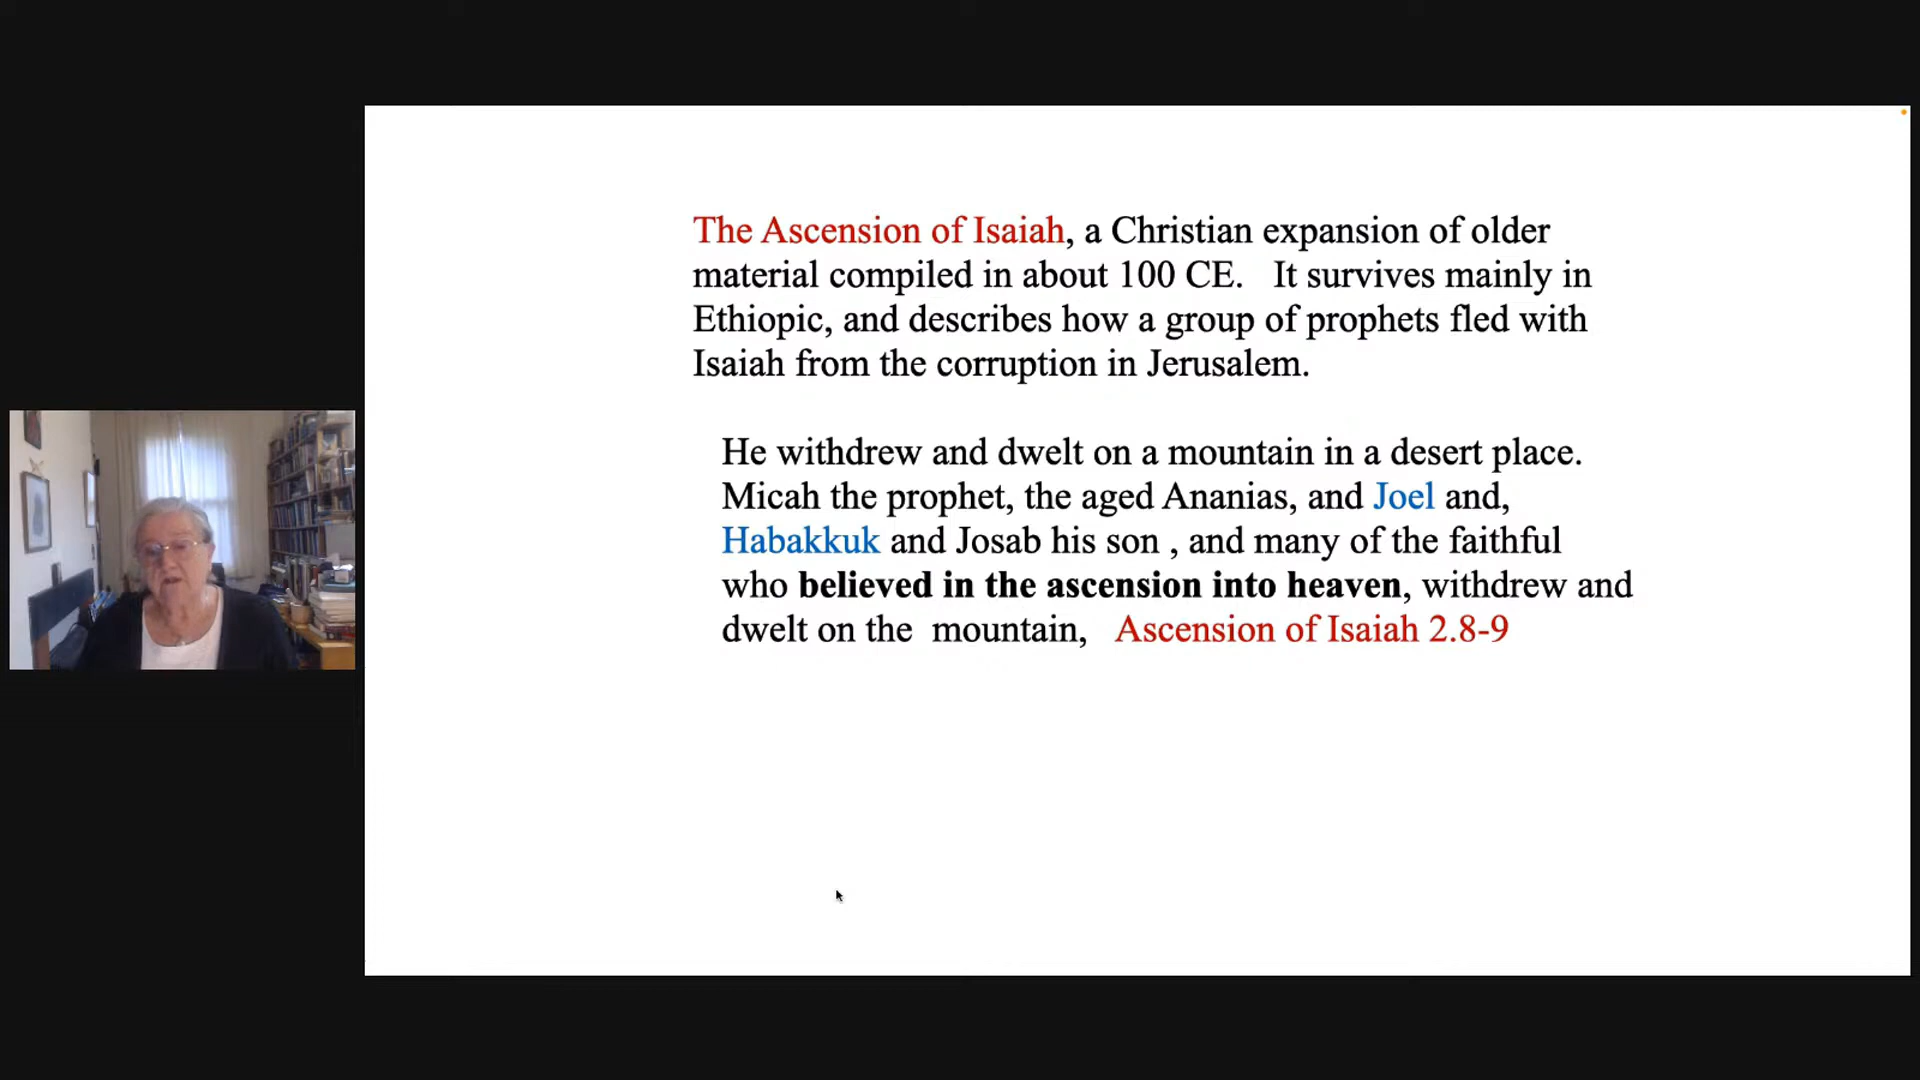 The Ascension of Isaiah, a Christian expansion of older
material compiled in about 100 CE. It survives mainly in
Ethiopic, and describes how a group of prophets fled with
Isaiah from the corruption in Jerusalem.
He withdrew and dwelt on a mountain in a desert place.
Micah the prophet, the aged Ananias, and Joel and,
Habakkuk and Josab his son , and many of the faithful
who believed in the ascension into heaven, withdrew and
dwelt on the mountain, Ascension of Isaiah 2.8-9